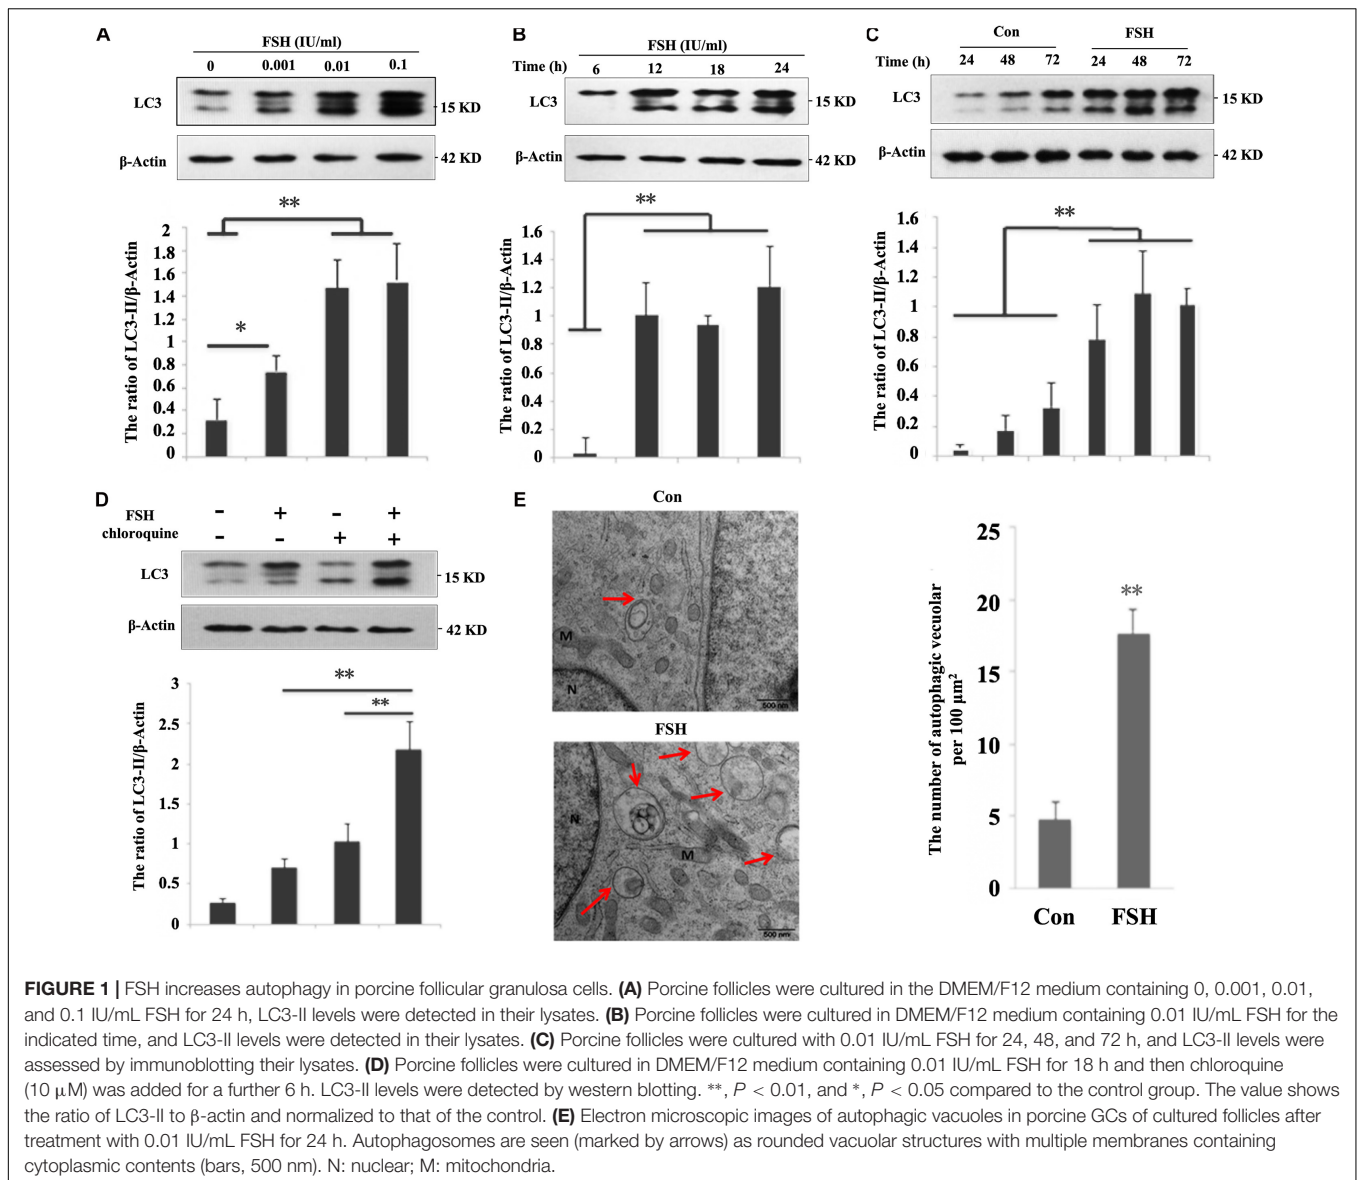 A
FSH (IU/ml)
0 0.001 0.01 0.1
LC3
15 KD
β-Actin
42 KD
**
*
The ratio of LC3-II/β-Actin
2
1.8
1.6
1.4
1.2
1
0.8
0.6
0.4
0.2
0
B
FSH (IU/ml)
Time (h) 6 12 18 24
LC3
15 KD
β-Actin
42 KD
**
The ratio of LC3-II/β-Actin
1.6
1.4
1.2
1
0.8
0.6
0.4
0.2
0
C
Con FSH
Time (h) 24 48 72 24 48 72
LC3
15 KD
β-Actin
42 KD
**
The ratio of LC3-II/β-Actin
1.6
1.4
1.2
1
0.8
0.6
0.4
0.2
0
D
FSH - + - +
chloroquine - - + +
LC3
15 KD
β-Actin
42 KD
**
**
The ratio of LC3-II/β-Actin
3
2.5
2
1.5
1
0.5
0
E
Con
M
N
500 nm
FSH
N
M
500 nm
The number of autophagic vecuolar
per 100 µm²
25
20
15
10
5
0
**
Con FSH
FIGURE 1 | FSH increases autophagy in porcine follicular granulosa cells. (A) Porcine follicles were cultured in the DMEM/F12 medium containing 0, 0.001, 0.01,
and 0.1 IU/mL FSH for 24 h, LC3-II levels were detected in their lysates. (B) Porcine follicles were cultured in DMEM/F12 medium containing 0.01 IU/mL FSH for the
indicated time, and LC3-II levels were detected in their lysates. (C) Porcine follicles were cultured with 0.01 IU/mL FSH for 24, 48, and 72 h, and LC3-II levels were
assessed by immunoblotting their lysates. (D) Porcine follicles were cultured in DMEM/F12 medium containing 0.01 IU/mL FSH for 18 h and then chloroquine
(10 µM) was added for a further 6 h. LC3-II levels were detected by western blotting. **, P < 0.01, and *, P < 0.05 compared to the control group. The value shows
the ratio of LC3-II to β-actin and normalized to that of the control. (E) Electron microscopic images of autophagic vacuoles in porcine GCs of cultured follicles after
treatment with 0.01 IU/mL FSH for 24 h. Autophagosomes are seen (marked by arrows) as rounded vacuolar structures with multiple membranes containing
cytoplasmic contents (bars, 500 nm). N: nuclear; M: mitochondria.